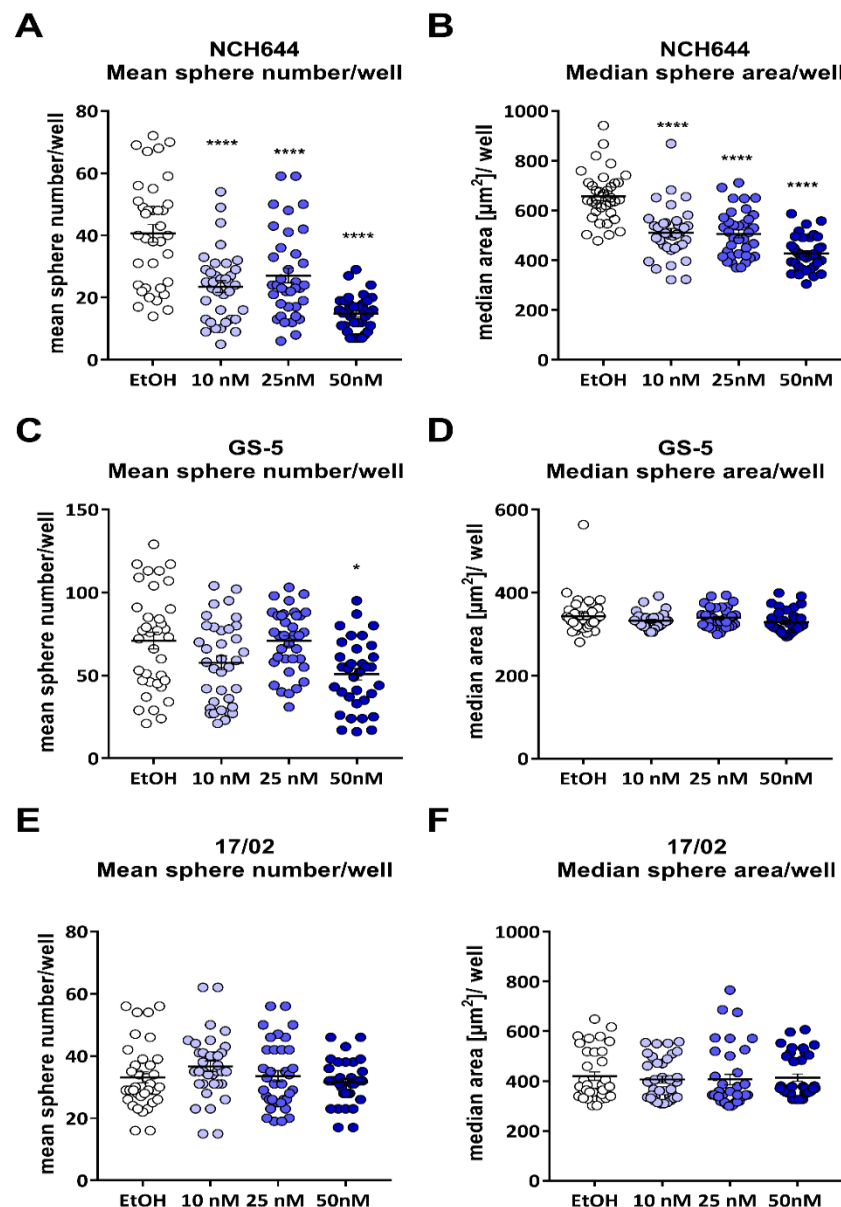 A
NCH644
Mean sphere number/well
mean sphere number/well
80
60
40
20
0
****
****
****
EtOH 10 nM 25nM 50nM
B
NCH644
Median sphere area/well
median area [µm²]/ well
1000
800
600
400
200
0
****
****
****
EtOH 10 nM 25nM 50nM
C
GS-5
Mean sphere number/well
mean sphere number/well
150
100
50
0
*
EtOH 10 nM 25 nM 50nM
D
GS-5
Median sphere area/well
median area [µm²]/ well
600
400
200
0
EtOH 10 nM 25 nM 50nM
E
17/02
Mean sphere number/well
mean sphere number/well
80
60
40
20
0
EtOH 10 nM 25 nM 50nM
F
17/02
Median sphere area/well
median area [µm²]/ well
1000
800
600
400
200
0
EtOH 10 nM 25 nM 50nM